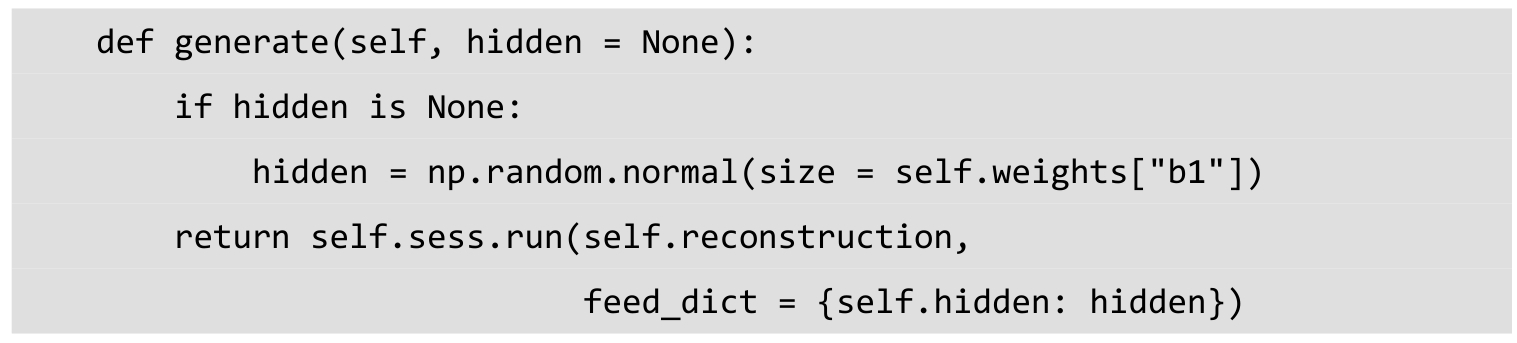 def generate(self, hidden = None):
    if hidden is None:
        hidden = np.random.normal(size = self.weights["b1"])
    return self.sess.run(self.reconstruction,
                         feed_dict = {self.hidden: hidden})